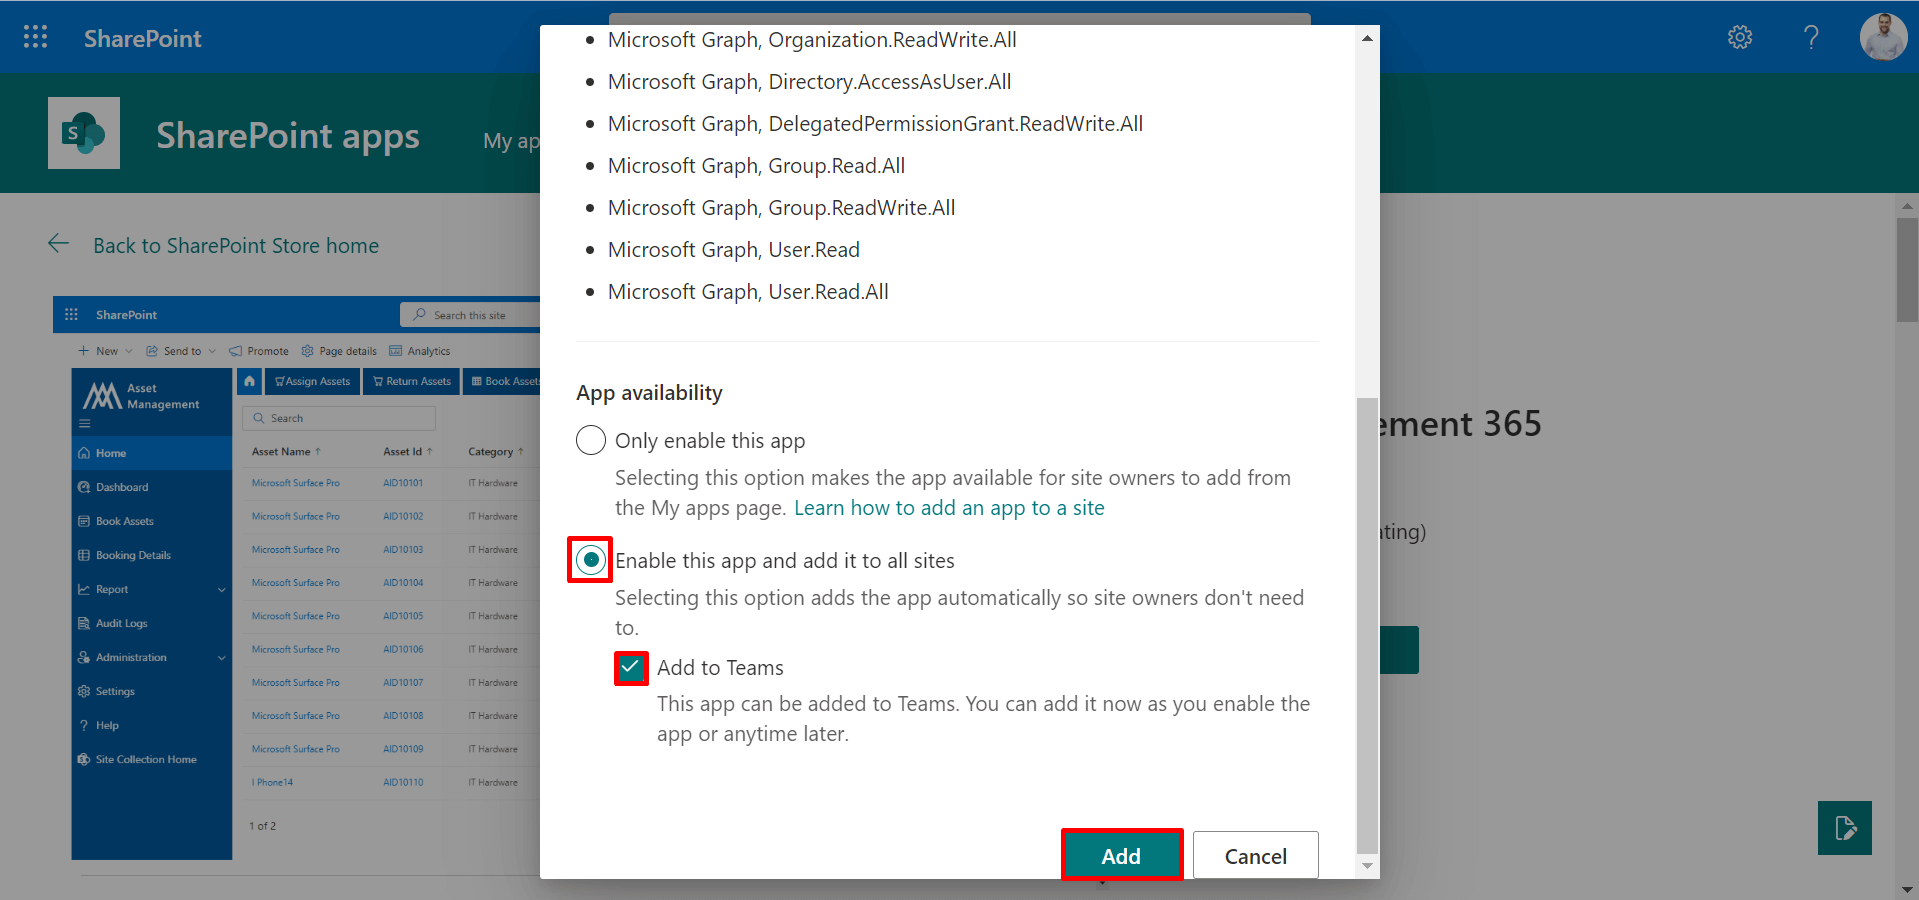 SharePoint
S
SharePoint apps
My ap
Back to SharePoint Store home
SharePoint
Search this site
New
Send to
Promote
Page details
Analytics
Asset
Management
Home
Dashboard
Book Assets
Booking Details
Report
Audit Logs
Administration
Settings
Help
Site Collection Home
Assign Assets
Return Assets
Book Assets
Search
Asset Name ↑ Asset Id ↑ Category ↑
Microsoft Surface Pro AID10101 IT Hardware
Microsoft Surface Pro AID10102 IT Hardware
Microsoft Surface Pro AID10103 IT Hardware
Microsoft Surface Pro AID10104 IT Hardware
Microsoft Surface Pro AID10105 IT Hardware
Microsoft Surface Pro AID10106 IT Hardware
Microsoft Surface Pro AID10107 IT Hardware
Microsoft Surface Pro AID10108 IT Hardware
Microsoft Surface Pro AID10109 IT Hardware
I Phone14 AID10110 IT Hardware
1 of 2
• Microsoft Graph, Organization.ReadWrite.All
• Microsoft Graph, Directory.AccessAsUser.All
• Microsoft Graph, DelegatedPermissionGrant.ReadWrite.All
• Microsoft Graph, Group.Read.All
• Microsoft Graph, Group.ReadWrite.All
• Microsoft Graph, User.Read
• Microsoft Graph, User.Read.All
App availability
Only enable this app
Selecting this option makes the app available for site owners to add from
the My apps page. Learn how to add an app to a site
Enable this app and add it to all sites
Selecting this option adds the app automatically so site owners don't need
to.
Add to Teams
This app can be added to Teams. You can add it now as you enable the
app or anytime later.
Add
Cancel
ement 365
ating)